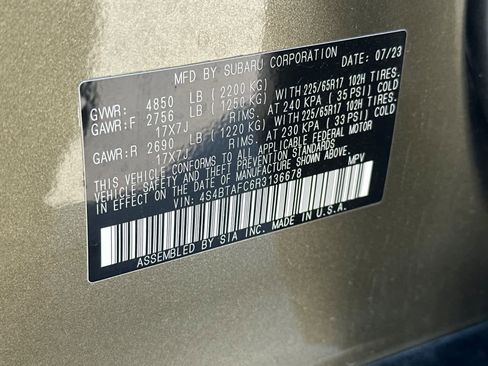 MFD BY SUBARU CORPORATION DATE: 07/23
GVWR: 4850 LB (2200 KG)
GAWR:F 2756 LB (1250 KG) WITH 225/65R17 102H TIRES.
17X7J RIMS. AT 240 KPA (35 PSI) COLD
GAWR:R 2690 LB (1220 KG) WITH 225/65R17 102H TIRES.
17X7J RIMS. AT 230 KPA (33 PSI) COLD
THIS VEHICLE CONFORMS TO ALL APPLICABLE FEDERAL MOTOR
VEHICLE SAFETY AND THEFT PREVENTION STANDARDS IN
EFFECT ON THE DATE OF MANUFACTURE SHOWN ABOVE.
VIN: 4S4BTAFC6R3136678 MPV
ASSEMBLED BY SIA INC. MADE IN U.S.A.